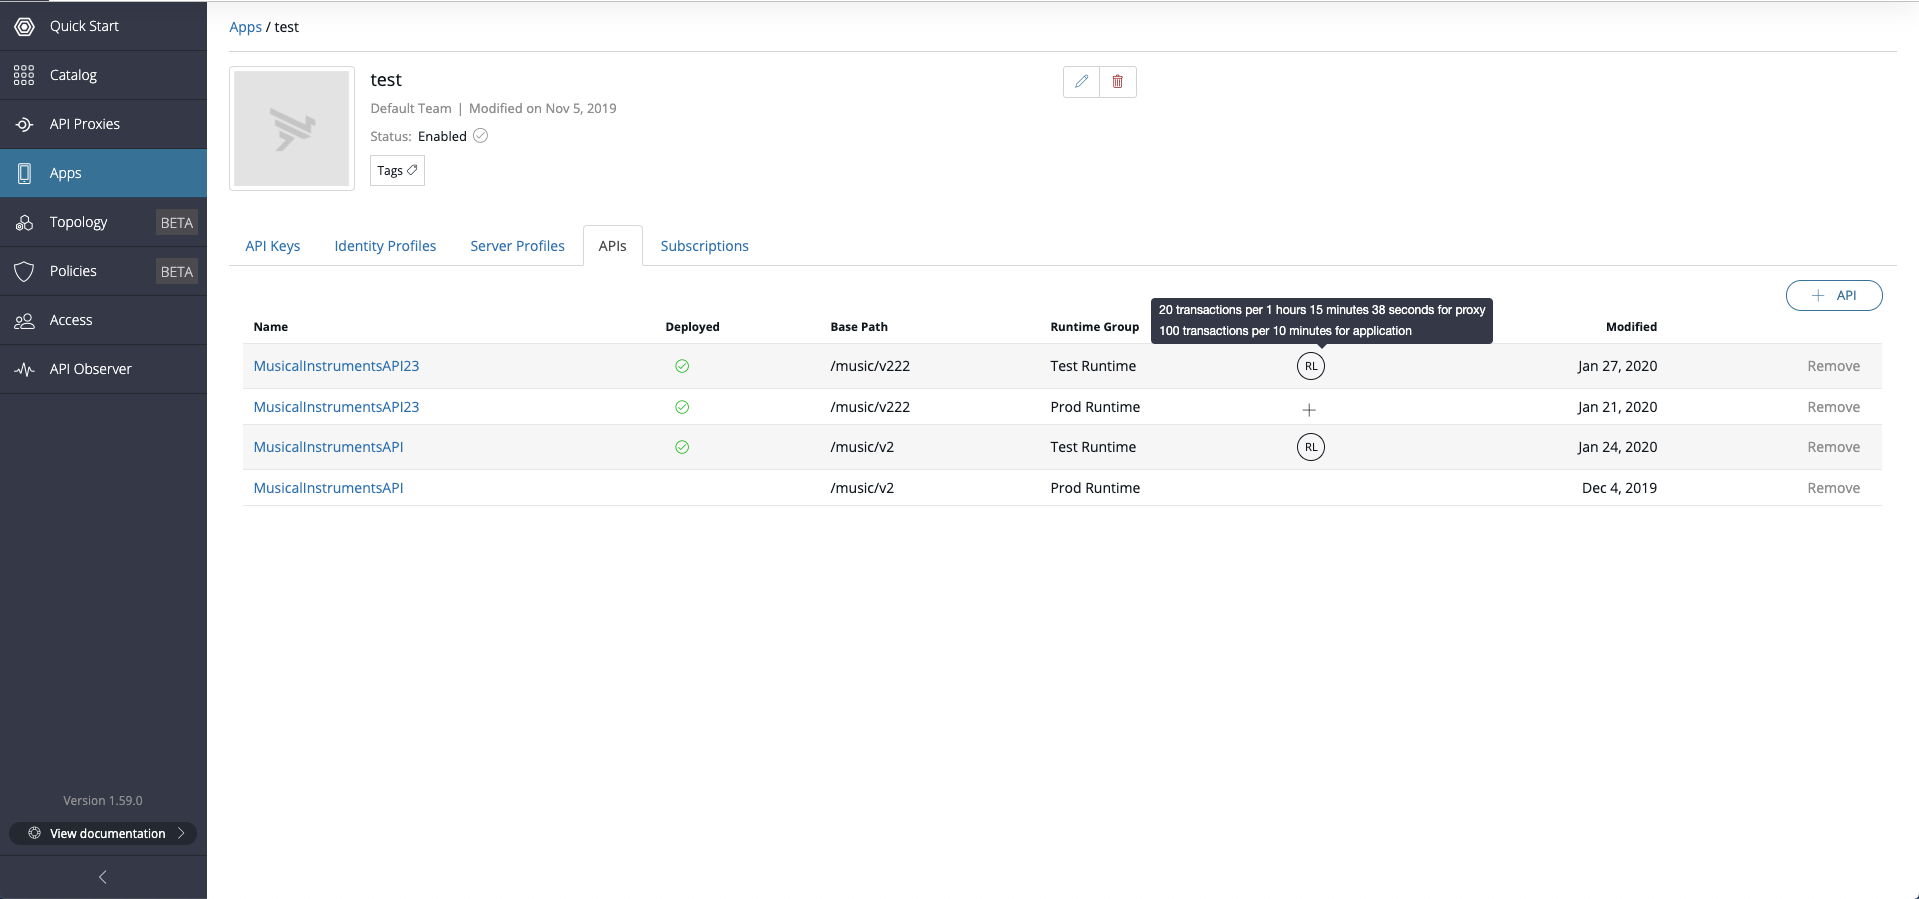 Quick Start
Catalog
API Proxies
Apps
Topology BETA
Policies BETA
Access
API Observer
Version 1.59.0
View documentation
Apps / test
test
Default Team | Modified on Nov 5, 2019
Status: Enabled
Tags
API Keys Identity Profiles Server Profiles APIs Subscriptions
+ API
20 transactions per 1 hours 15 minutes 38 seconds for proxy
100 transactions per 10 minutes for application
Name Deployed Base Path Runtime Group Modified
MusicalInstrumentsAPI23 /music/v222 Test Runtime RL Jan 27, 2020 Remove
MusicalInstrumentsAPI23 /music/v222 Prod Runtime + Jan 21, 2020 Remove
MusicalInstrumentsAPI /music/v2 Test Runtime RL Jan 24, 2020 Remove
MusicalInstrumentsAPI /music/v2 Prod Runtime Dec 4, 2019 Remove